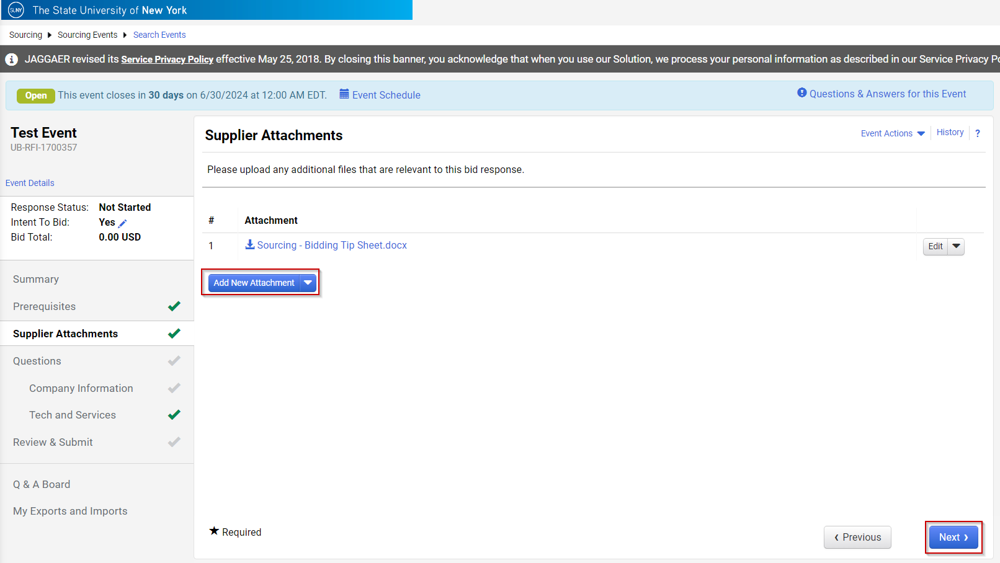 SUNY The State University of New York
Sourcing Sourcing Events Search Events
JAGGAER revised its Service Privacy Policy effective May 25, 2018. By closing this banner, you acknowledge that when you use our Solution, we process your personal information as described in our Service Privacy
Open This event closes in 30 days on 6/30/2024 at 12:00 AM EDT. Event Schedule
Questions & Answers for this Event
Test Event
UB-RFI-1700357
Event Details
Response Status: Not Started
Intent To Bid: Yes
Bid Total: 0.00 USD
Summary
Prerequisites
Supplier Attachments
Questions
Company Information
Tech and Services
Review & Submit
Q & A Board
My Exports and Imports
Supplier Attachments
Event Actions History ?
Please upload any additional files that are relevant to this bid response.
# Attachment
1 Sourcing - Bidding Tip Sheet.docx Edit
Add New Attachment
★ Required
‹ Previous Next ›